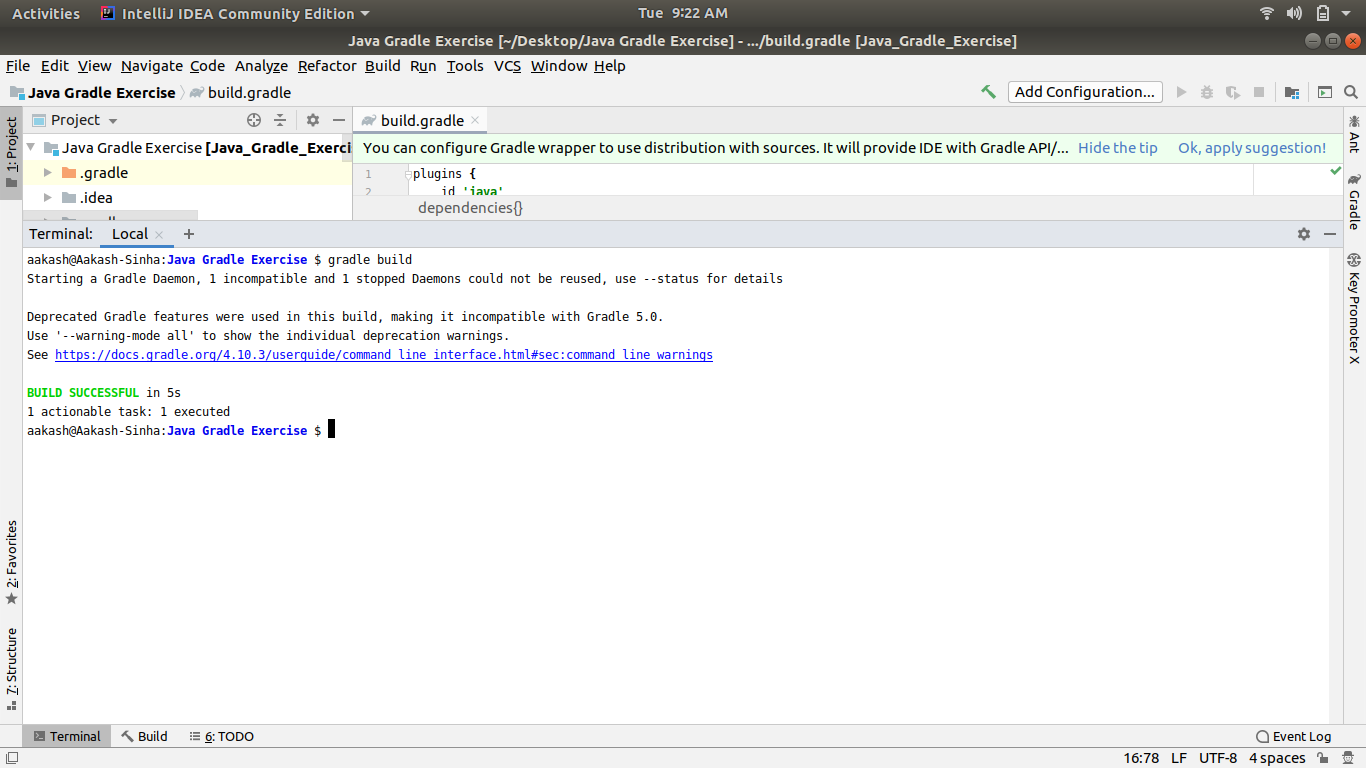 Activities IntelliJ IDEA Community Edition Tue 9:22 AM
Java Gradle Exercise [~/Desktop/Java Gradle Exercise] - .../build.gradle [Java_Gradle_Exercise]
File Edit View Navigate Code Analyze Refactor Build Run Tools VCS Window Help
Java Gradle Exercise build.gradle Add Configuration...
1: Project
Project
build.gradle
Java Gradle Exercise [Java_Gradle_Exerci
.gradle
.idea
You can configure Gradle wrapper to use distribution with sources. It will provide IDE with Gradle API/... Hide the tip Ok, apply suggestion!
1 plugins {
2 id 'java'
dependencies{}
Ant
Gradle
Key Promoter X
Terminal: Local +
aakash@Aakash-Sinha:Java Gradle Exercise $ gradle build
Starting a Gradle Daemon, 1 incompatible and 1 stopped Daemons could not be reused, use --status for details
Deprecated Gradle features were used in this build, making it incompatible with Gradle 5.0.
Use '--warning-mode all' to show the individual deprecation warnings.
See https://docs.gradle.org/4.10.3/userguide/command_line_interface.html#sec:command_line_warnings
BUILD SUCCESSFUL in 5s
1 actionable task: 1 executed
aakash@Aakash-Sinha:Java Gradle Exercise $
2: Favorites
7: Structure
Terminal Build 6: TODO Event Log
16:78 LF UTF-8 4 spaces